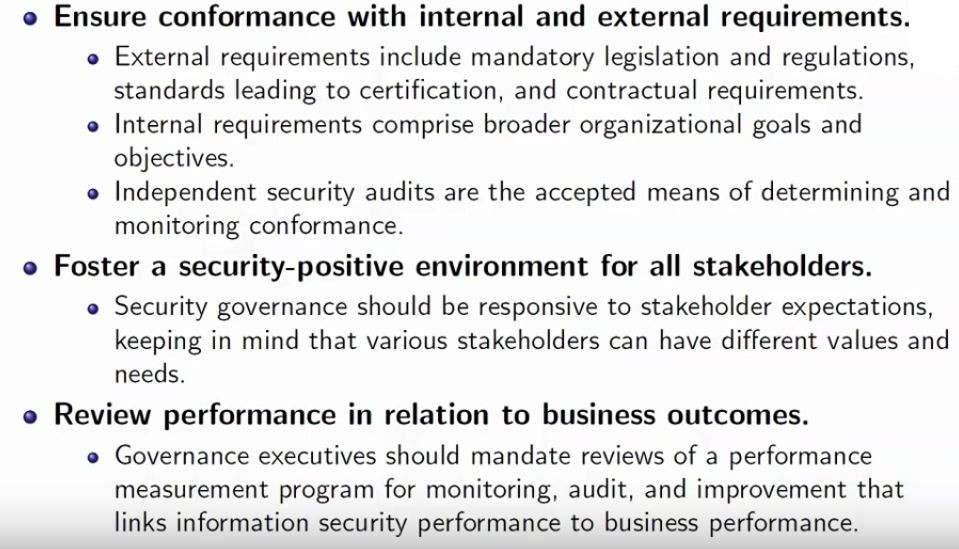 Ensure conformance with internal and external requirements.
External requirements include mandatory legislation and regulations,
standards leading to certification, and contractual requirements.
Internal requirements comprise broader organizational goals and
objectives.
Independent security audits are the accepted means of determining and
monitoring conformance.
Foster a security-positive environment for all stakeholders.
Security governance should be responsive to stakeholder expectations,
keeping in mind that various stakeholders can have different values and
needs.
Review performance in relation to business outcomes.
Governance executives should mandate reviews of a performance
measurement program for monitoring, audit, and improvement that
links information security performance to business performance.